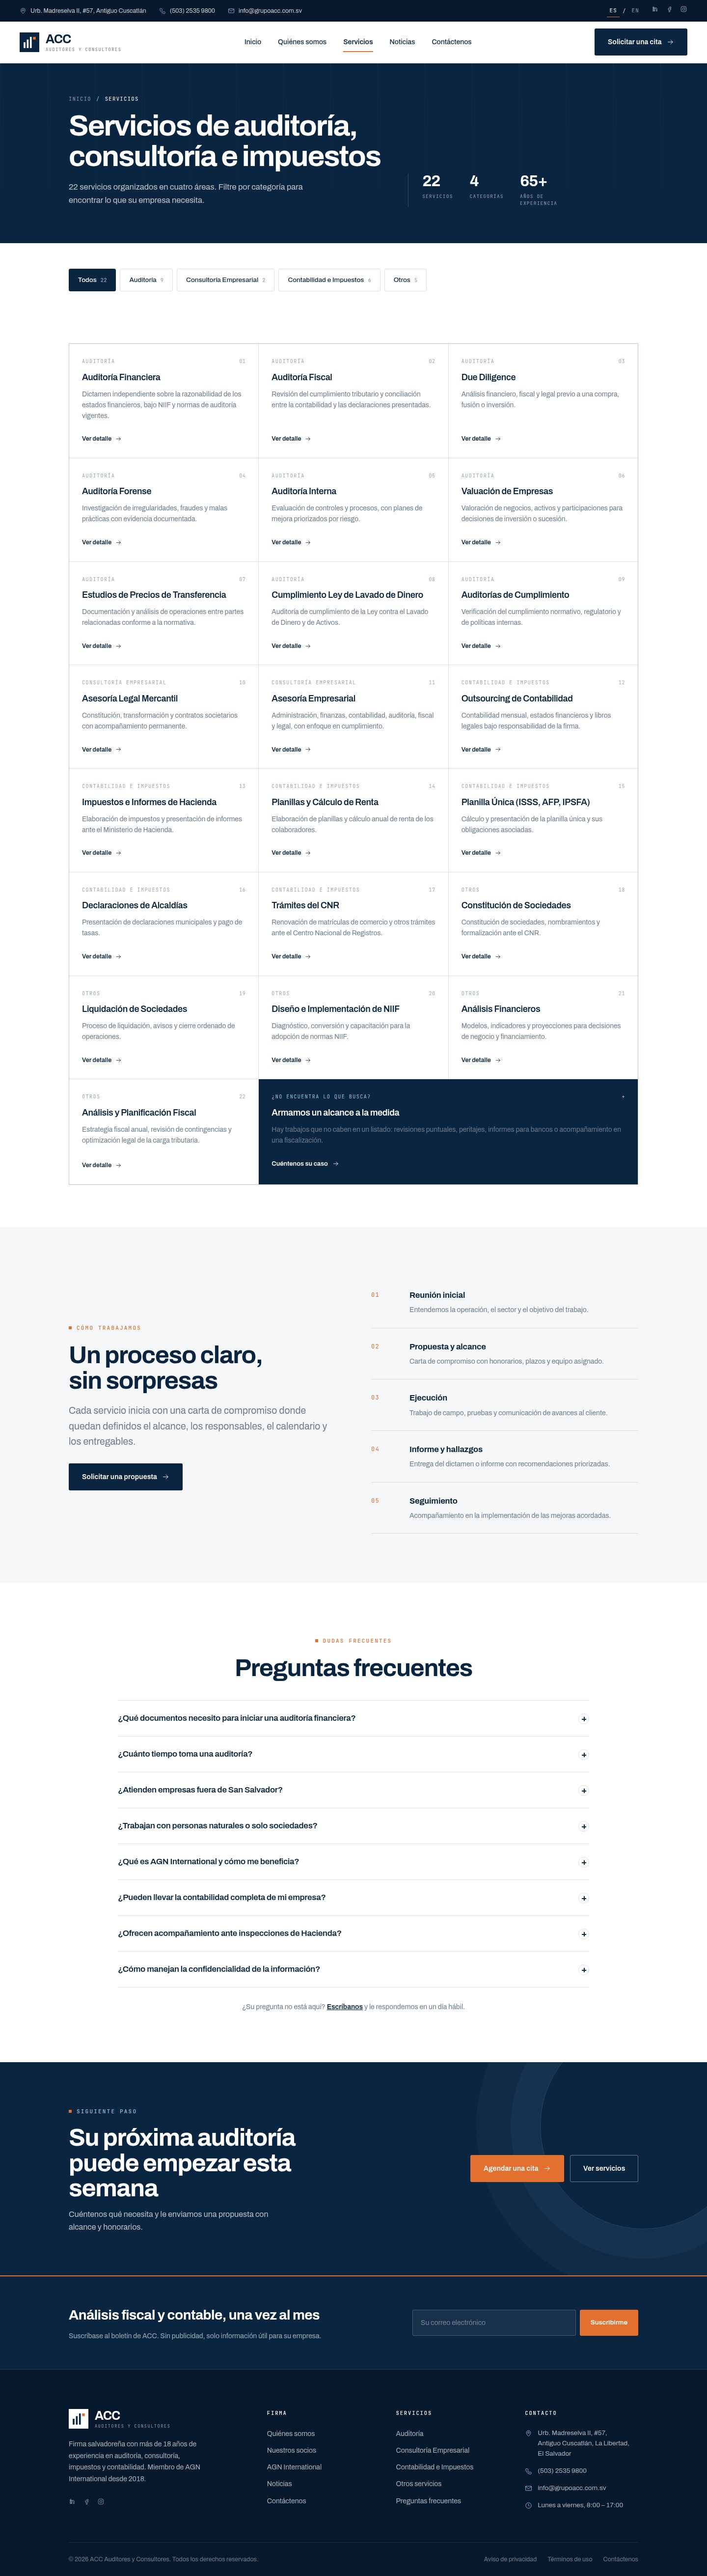 Urb. Madreselva II, #57, Antiguo Cuscatlán (503) 2535 9800 info@grupoacc.com.sv ES / EN
ACC
AUDITORES Y CONSULTORES
Inicio Quiénes somos Servicios Noticias Contáctenos
Solicitar una cita →
INICIO / SERVICIOS
Servicios de auditoría,
consultoría e impuestos
22 servicios organizados en cuatro áreas. Filtre por categoría para
encontrar lo que su empresa necesita.
22 4 65+
SERVICIOS CATEGORÍAS AÑOS DE
EXPERIENCIA
Todos 22 Auditoría 9 Consultoría Empresarial 2 Contabilidad e Impuestos 6 Otros 5
AUDITORÍA 01
Auditoría Financiera
Dictamen independiente sobre la razonabilidad de los
estados financieros, bajo NIIF y normas de auditoría
vigentes.
Ver detalle →
AUDITORÍA 02
Auditoría Fiscal
Revisión del cumplimiento tributario y conciliación
entre la contabilidad y las declaraciones presentadas.
Ver detalle →
AUDITORÍA 03
Due Diligence
Análisis financiero, fiscal y legal previo a una compra,
fusión o inversión.
Ver detalle →
AUDITORÍA 04
Auditoría Forense
Investigación de irregularidades, fraudes y malas
prácticas con evidencia documentada.
Ver detalle →
AUDITORÍA 05
Auditoría Interna
Evaluación de controles y procesos, con planes de
mejora priorizados por riesgo.
Ver detalle →
AUDITORÍA 06
Valuación de Empresas
Valoración de negocios, activos y participaciones para
decisiones de inversión o sucesión.
Ver detalle →
AUDITORÍA 07
Estudios de Precios de Transferencia
Documentación y análisis de operaciones entre partes
relacionadas conforme a la normativa.
Ver detalle →
AUDITORÍA 08
Cumplimiento Ley de Lavado de Dinero
Auditoría de cumplimiento de la Ley contra el Lavado
de Dinero y de Activos.
Ver detalle →
AUDITORÍA 09
Auditorías de Cumplimiento
Verificación del cumplimiento normativo, regulatorio y
de políticas internas.
Ver detalle →
CONSULTORÍA EMPRESARIAL 10
Asesoría Legal Mercantil
Constitución, transformación y contratos societarios
con acompañamiento permanente.
Ver detalle →
CONSULTORÍA EMPRESARIAL 11
Asesoría Empresarial
Administración, finanzas, contabilidad, auditoría, fiscal
y legal, con enfoque en cumplimiento.
Ver detalle →
CONTABILIDAD E IMPUESTOS 12
Outsourcing de Contabilidad
Contabilidad mensual, estados financieros y libros
legales bajo responsabilidad de la firma.
Ver detalle →
CONTABILIDAD E IMPUESTOS 13
Impuestos e Informes de Hacienda
Elaboración de impuestos y presentación de informes
ante el Ministerio de Hacienda.
Ver detalle →
CONTABILIDAD E IMPUESTOS 14
Planillas y Cálculo de Renta
Elaboración de planillas y cálculo anual de renta de los
colaboradores.
Ver detalle →
CONTABILIDAD E IMPUESTOS 15
Planilla Única (ISSS, AFP, IPSFA)
Cálculo y presentación de la planilla única y sus
obligaciones asociadas.
Ver detalle →
CONTABILIDAD E IMPUESTOS 16
Declaraciones de Alcaldías
Presentación de declaraciones municipales y pago de
tasas.
Ver detalle →
CONTABILIDAD E IMPUESTOS 17
Trámites del CNR
Renovación de matrículas de comercio y otros trámites
ante el Centro Nacional de Registros.
Ver detalle →
OTROS 18
Constitución de Sociedades
Constitución de sociedades, nombramientos y
formalización ante el CNR.
Ver detalle →
OTROS 19
Liquidación de Sociedades
Proceso de liquidación, avisos y cierre ordenado de
operaciones.
Ver detalle →
OTROS 20
Diseño e Implementación de NIIF
Diagnóstico, conversión y capacitación para la
adopción de normas NIIF.
Ver detalle →
OTROS 21
Análisis Financieros
Modelos, indicadores y proyecciones para decisiones
de negocio y financiamiento.
Ver detalle →
OTROS 22
Análisis y Planificación Fiscal
Estrategia fiscal anual, revisión de contingencias y
optimización legal de la carga tributaria.
Ver detalle →
¿NO ENCUENTRA LO QUE BUSCA? +
Armamos un alcance a la medida
Hay trabajos que no caben en un listado: revisiones puntuales, peritajes, informes para bancos o acompañamiento en
una fiscalización.
Cuéntenos su caso →
CÓMO TRABAJAMOS
Un proceso claro,
sin sorpresas
Cada servicio inicia con una carta de compromiso donde
quedan definidos el alcance, los responsables, el calendario y
los entregables.
Solicitar una propuesta →
01 Reunión inicial
Entendemos la operación, el sector y el objetivo del trabajo.
02 Propuesta y alcance
Carta de compromiso con honorarios, plazos y equipo asignado.
03 Ejecución
Trabajo de campo, pruebas y comunicación de avances al cliente.
04 Informe y hallazgos
Entrega del dictamen o informe con recomendaciones priorizadas.
05 Seguimiento
Acompañamiento en la implementación de las mejoras acordadas.
DUDAS FRECUENTES
Preguntas frecuentes
¿Qué documentos necesito para iniciar una auditoría financiera? +
¿Cuánto tiempo toma una auditoría? +
¿Atienden empresas fuera de San Salvador? +
¿Trabajan con personas naturales o solo sociedades? +
¿Qué es AGN International y cómo me beneficia? +
¿Pueden llevar la contabilidad completa de mi empresa? +
¿Ofrecen acompañamiento ante inspecciones de Hacienda? +
¿Cómo manejan la confidencialidad de la información? +
¿Su pregunta no está aquí? Escríbanos y le respondemos en un día hábil.
SIGUIENTE PASO
Su próxima auditoría
puede empezar esta
semana
Cuéntenos qué necesita y le enviamos una propuesta con
alcance y honorarios.
Agendar una cita → Ver servicios
Análisis fiscal y contable, una vez al mes
Suscríbase al boletín de ACC. Sin publicidad, solo información útil para su empresa.
Su correo electrónico Suscribirme
ACC
AUDITORES Y CONSULTORES
Firma salvadoreña con más de 18 años de
experiencia en auditoría, consultoría,
impuestos y contabilidad. Miembro de AGN
International desde 2018.
FIRMA
Quiénes somos
Nuestros socios
AGN International
Noticias
Contáctenos
SERVICIOS
Auditoría
Consultoría Empresarial
Contabilidad e Impuestos
Otros servicios
Preguntas frecuentes
CONTACTO
Urb. Madreselva II, #57,
Antiguo Cuscatlán, La Libertad,
El Salvador
(503) 2535 9800
info@grupoacc.com.sv
Lunes a viernes, 8:00 – 17:00
© 2026 ACC Auditores y Consultores. Todos los derechos reservados.
Aviso de privacidad Términos de uso Contáctenos